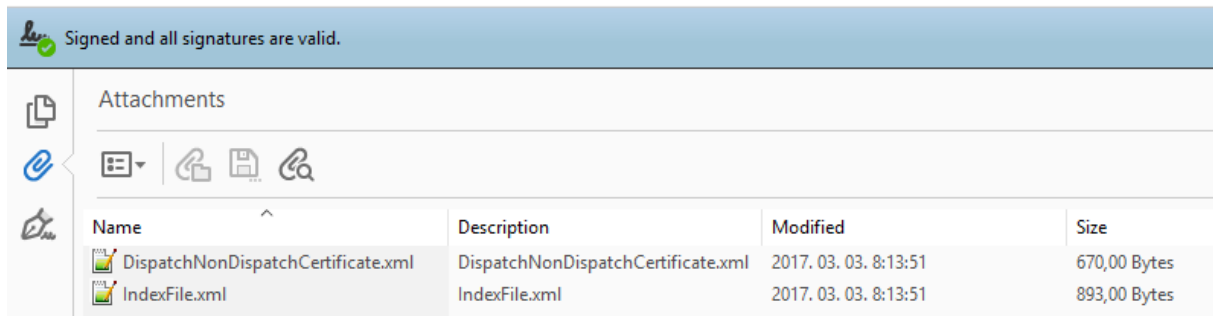 Signed and all signatures are valid.
Attachments
Name Description Modified Size
DispatchNonDispatchCertificate.xml DispatchNonDispatchCertificate.xml 2017. 03. 03. 8:13:51 670,00 Bytes
IndexFile.xml IndexFile.xml 2017. 03. 03. 8:13:51 893,00 Bytes